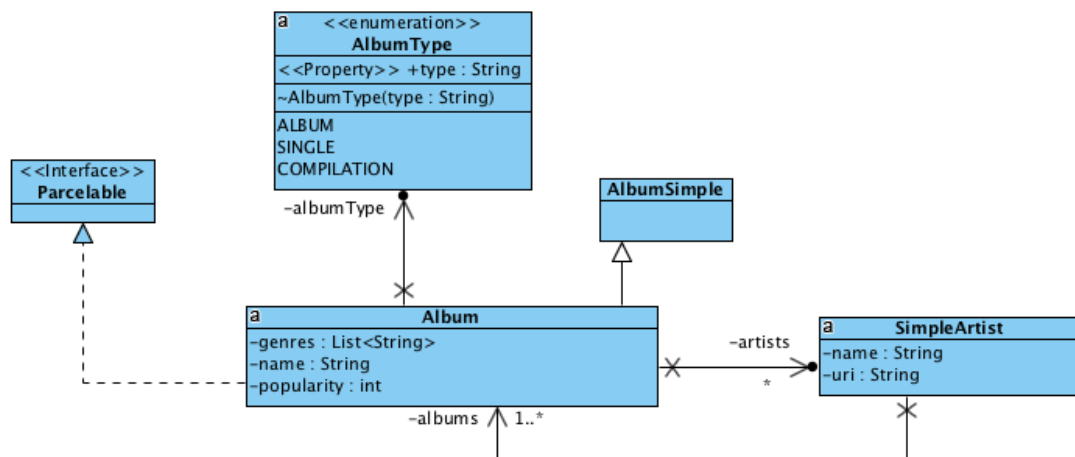 a <<enumeration>>
AlbumType
<<Property>> +type : String
~AlbumType(type : String)
ALBUM
SINGLE
COMPILATION
<<Interface>>
Parcelable
AlbumSimple
-albumType
a Album
-genres : List<String>
-name : String
-popularity : int
-artists
*
a SimpleArtist
-name : String
-uri : String
-albums 1..*